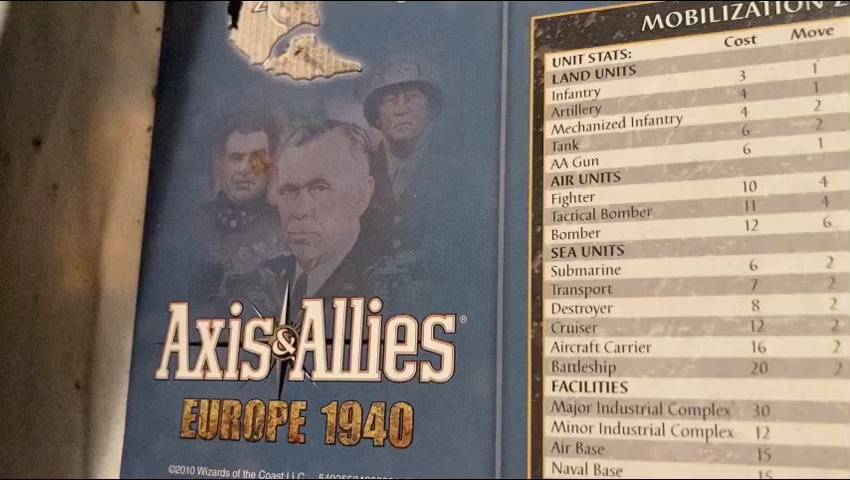 Axis & Allies®
EUROPE 1940
©2010 Wizards of the Coast LLC
MOBILIZATION
Cost Move
UNIT STATS:
LAND UNITS
Infantry 3 1
Artillery 4 1
Mechanized Infantry 4 2
Tank 6 2
AA Gun 6 1
AIR UNITS
Fighter 10 4
Tactical Bomber 11 4
Bomber 12 6
SEA UNITS
Submarine 6 2
Transport 7 2
Destroyer 8 2
Cruiser 12 2
Aircraft Carrier 16 2
Battleship 20 2
FACILITIES
Major Industrial Complex 30
Minor Industrial Complex 12
Air Base 15
Naval Base 15